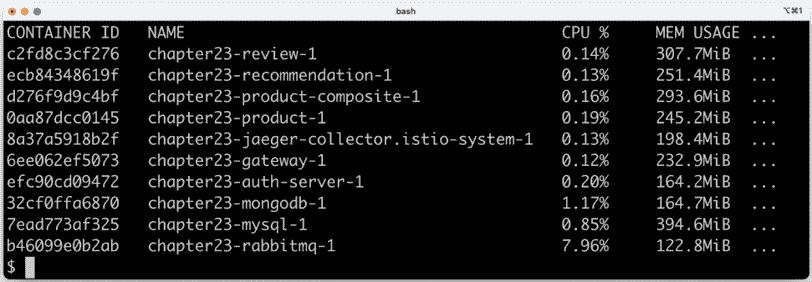 bash
⌥⌘1
CONTAINER ID NAME CPU % MEM USAGE ...
c2fd8c3cf276 chapter23-review-1 0.14% 307.7MiB ...
ecb84348619f chapter23-recommendation-1 0.13% 251.4MiB ...
d276f9d9c4bf chapter23-product-composite-1 0.16% 293.6MiB ...
0aa87dcc0145 chapter23-product-1 0.19% 245.2MiB ...
8a37a5918b2f chapter23-jaeger-collector.istio-system-1 0.13% 198.4MiB ...
6ee062ef5073 chapter23-gateway-1 0.12% 232.9MiB ...
efc90cd09472 chapter23-auth-server-1 0.20% 164.2MiB ...
32cf0ffa6870 chapter23-mongodb-1 1.17% 164.7MiB ...
7ead773af325 chapter23-mysql-1 0.85% 394.6MiB ...
b46099e0b2ab chapter23-rabbitmq-1 7.96% 122.8MiB ...
$